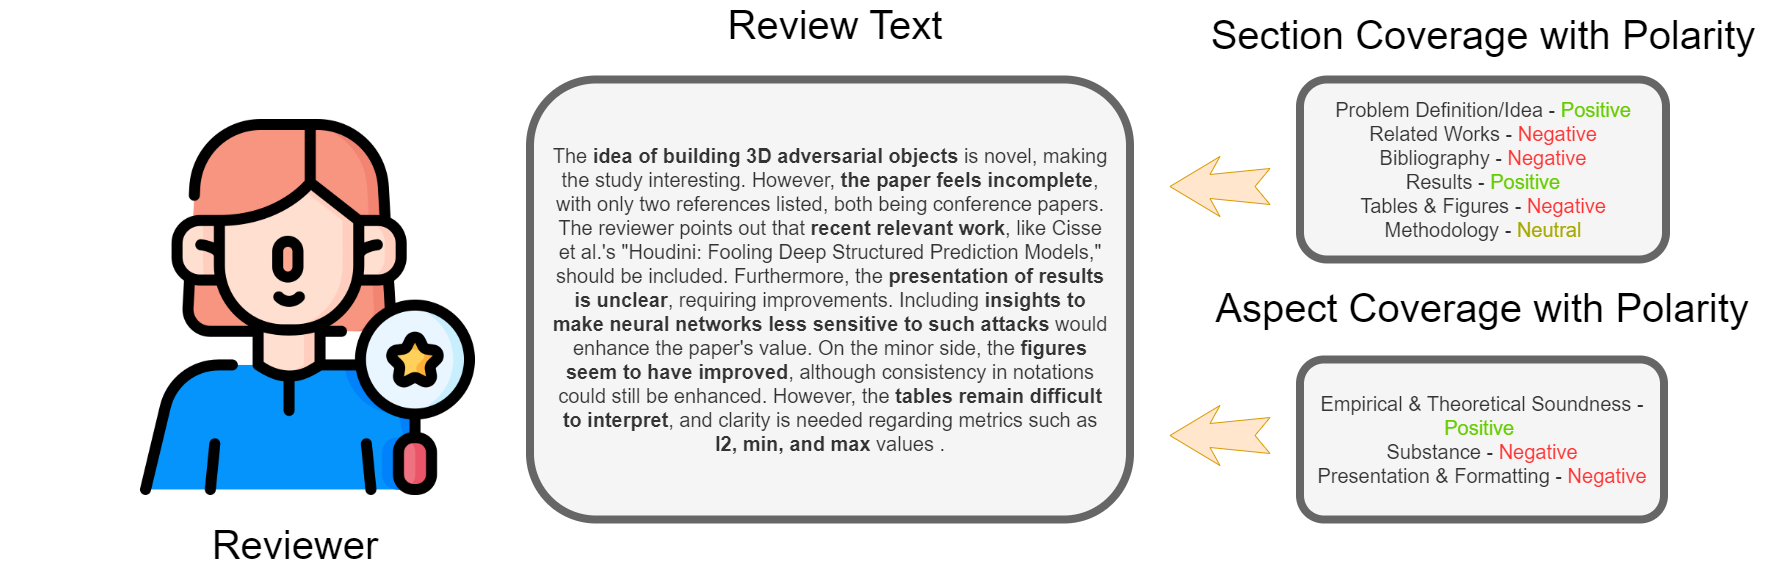 Review Text
The idea of building 3D adversarial objects is novel, making
the study interesting. However, the paper feels incomplete,
with only two references listed, both being conference papers.
The reviewer points out that recent relevant work, like Cisse
et al.'s "Houdini: Fooling Deep Structured Prediction Models,"
should be included. Furthermore, the presentation of results
is unclear, requiring improvements. Including insights to
make neural networks less sensitive to such attacks would
enhance the paper's value. On the minor side, the figures
seem to have improved, although consistency in notations
could still be enhanced. However, the tables remain difficult
to interpret, and clarity is needed regarding metrics such as
l2, min, and max values .
Reviewer
Section Coverage with Polarity
Problem Definition/Idea - Positive
Related Works - Negative
Bibliography - Negative
Results - Positive
Tables & Figures - Negative
Methodology - Neutral
Aspect Coverage with Polarity
Empirical & Theoretical Soundness -
Positive
Substance - Negative
Presentation & Formatting - Negative